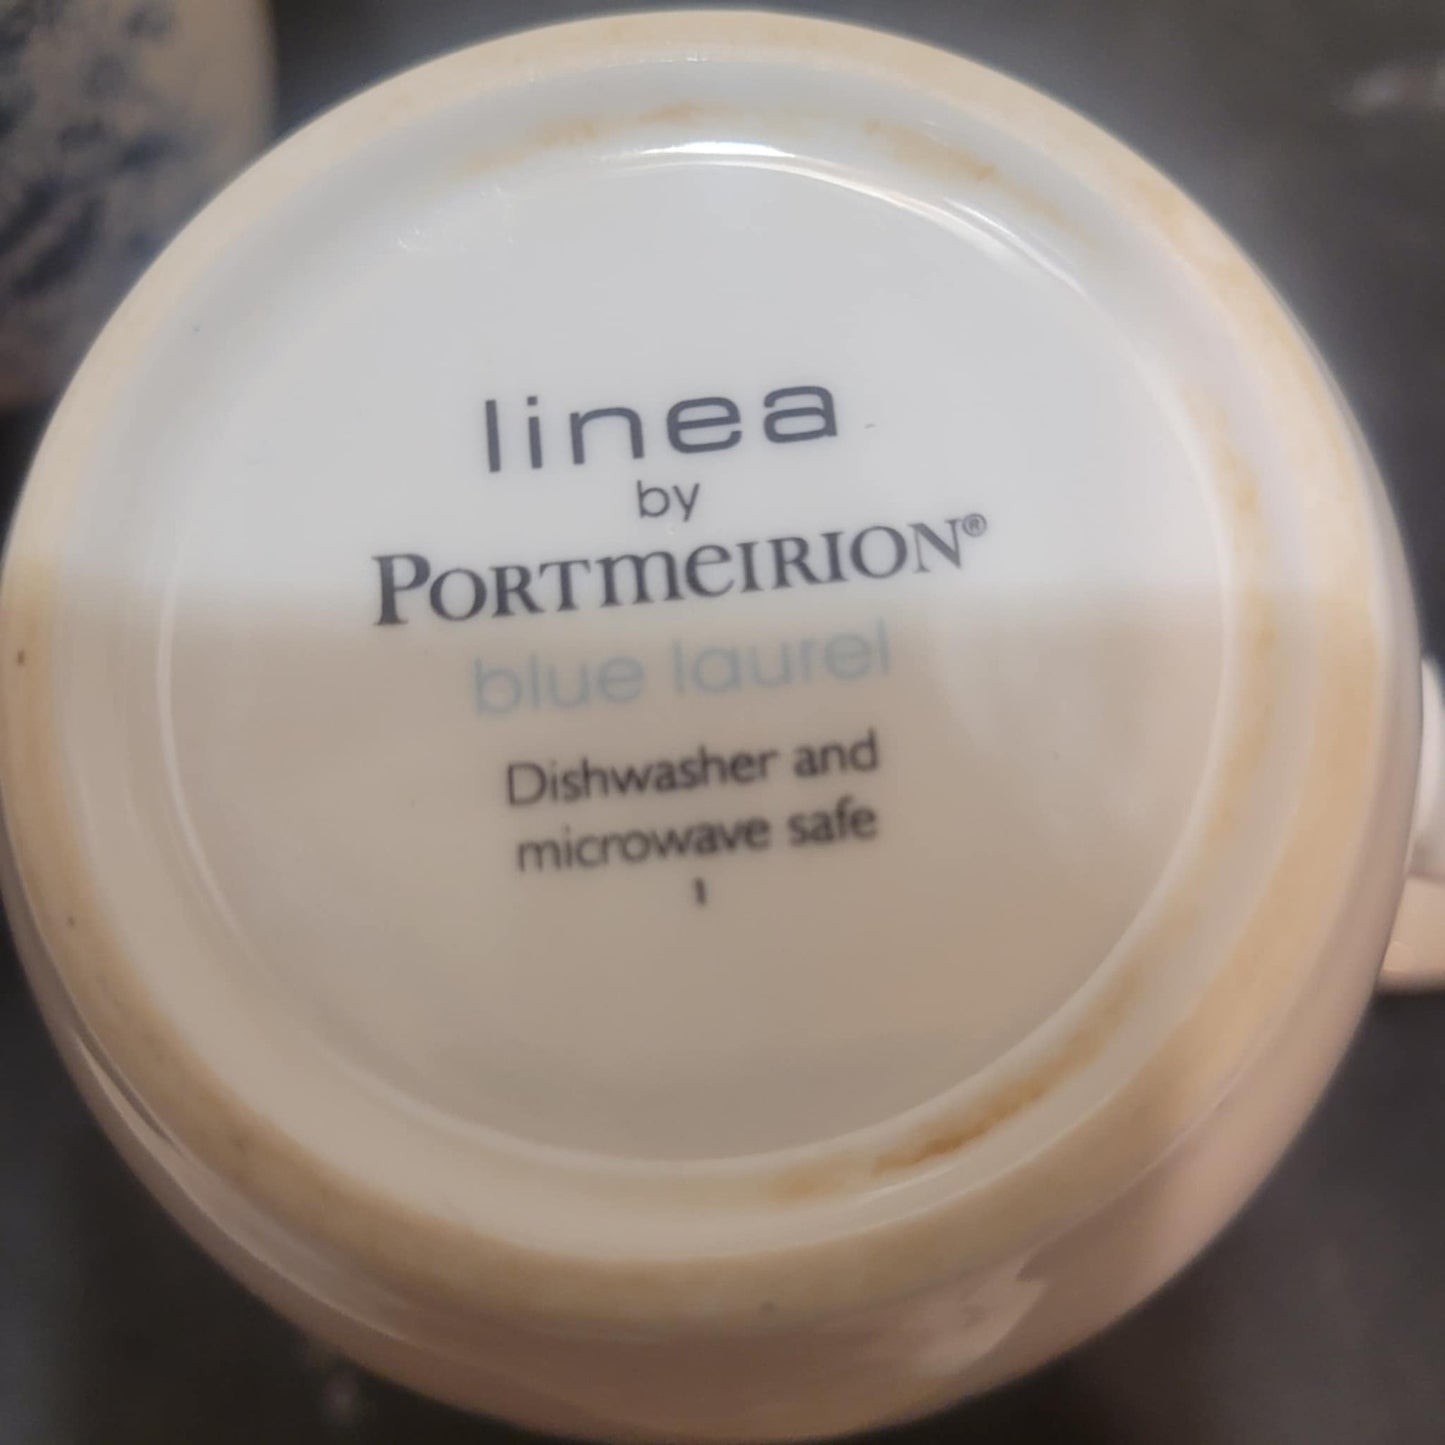 linea
by
PORTMEIRION®
blue laurel
Dishwasher and
microwave safe
1